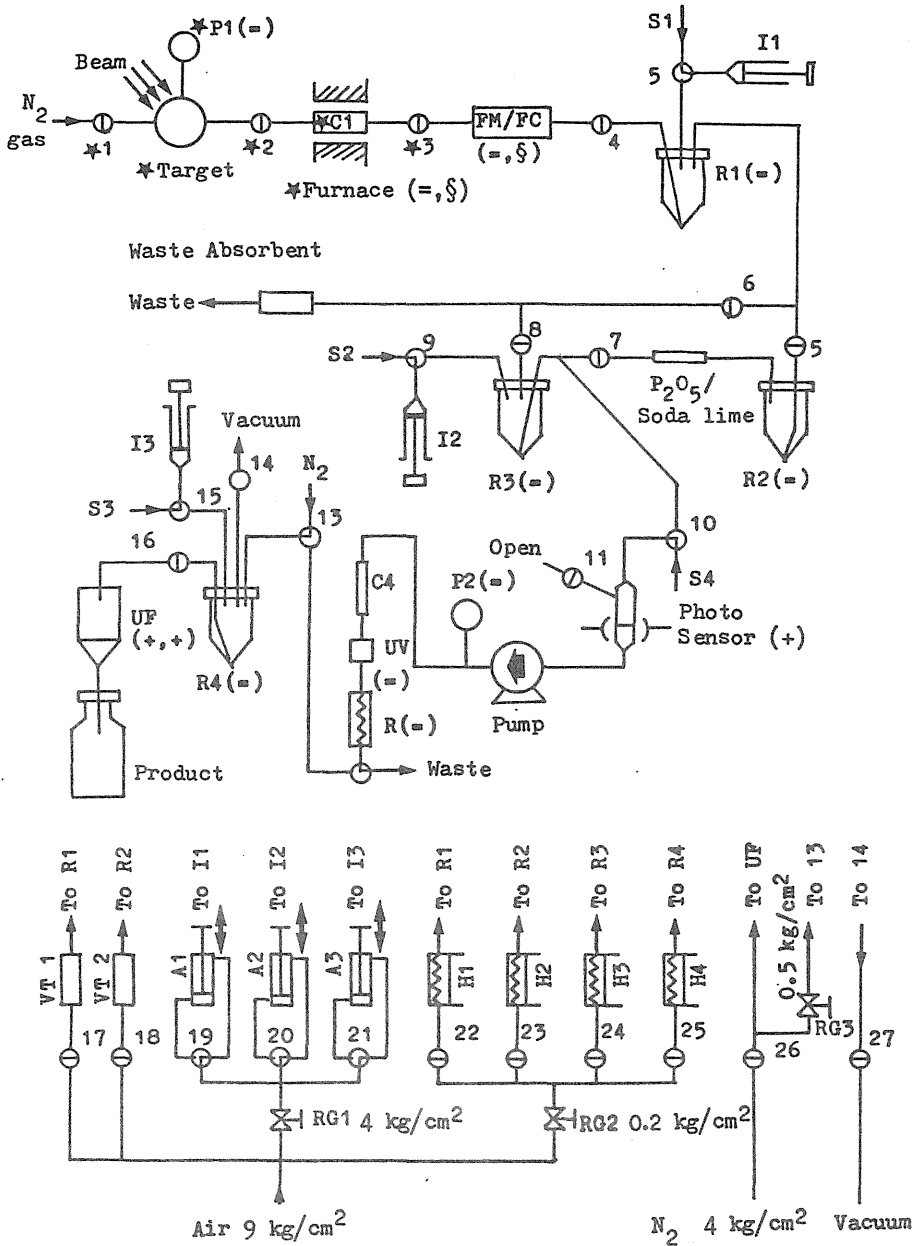 ★P1(=)
Beam
N2
gas
★1
★Target
★2
★C1
★Furnace (=,§)
★3
FM/FC
(=,§)
4
S1
5
I1
R1(=)
Waste Absorbent
Waste
6
8
7
5
S2
9
P2O5/
Soda lime
I2
R3(=)
R2(=)
I3
Vacuum
14
N2
S3
15
13
16
UF
(+,+)
R4(=)
Product
C4
UV
(=)
R(=)
Waste
P2(=)
Pump
Open
11
10
S4
Photo
Sensor (+)
To R1
To R2
To I1
To I2
To I3
To R1
To R2
To R3
To R4
To UF
To 13
To 14
0.5 kg/cm2
VT 1
VT 2
A1
A2
A3
H1
H2
H3
H4
RG3
17
18
19
20
21
22
23
24
25
26
27
RG1 4 kg/cm2
RG2 0.2 kg/cm2
Air 9 kg/cm2
N2 4 kg/cm2
Vacuum